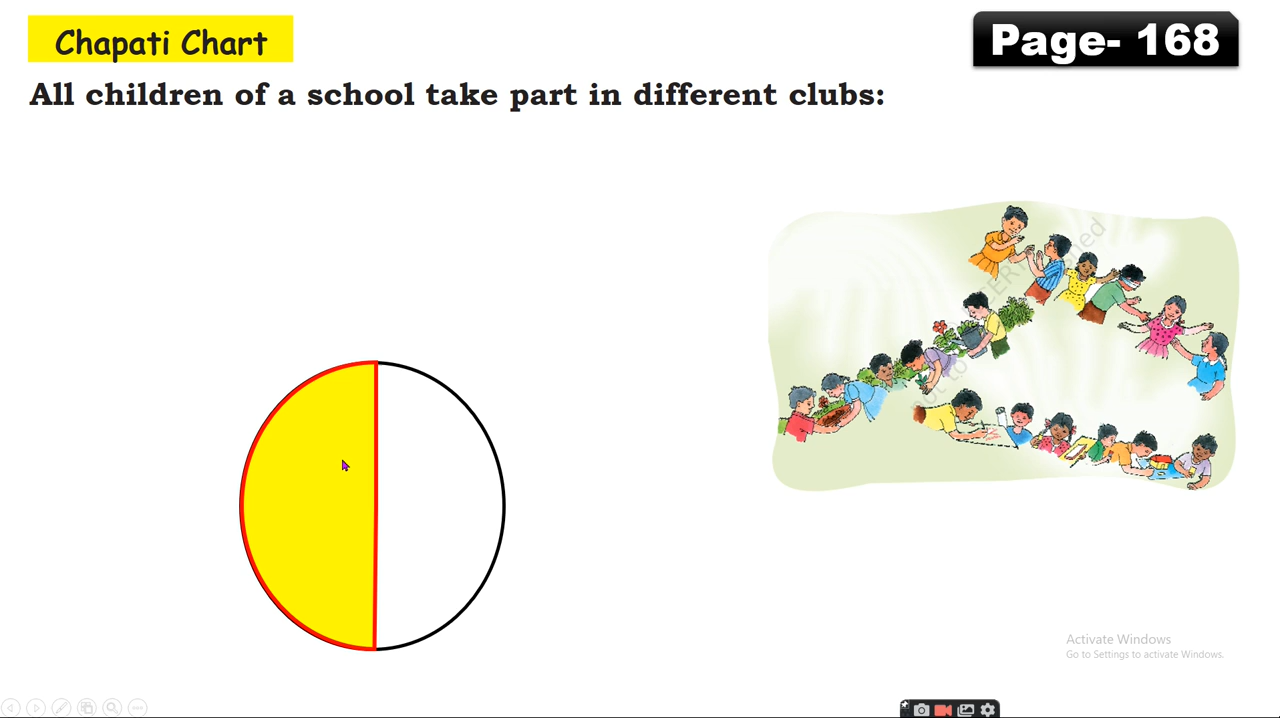 Chapati Chart
Page- 168
All children of a school take part in different clubs:
Activate Windows
Go to Settings to activate Windows.